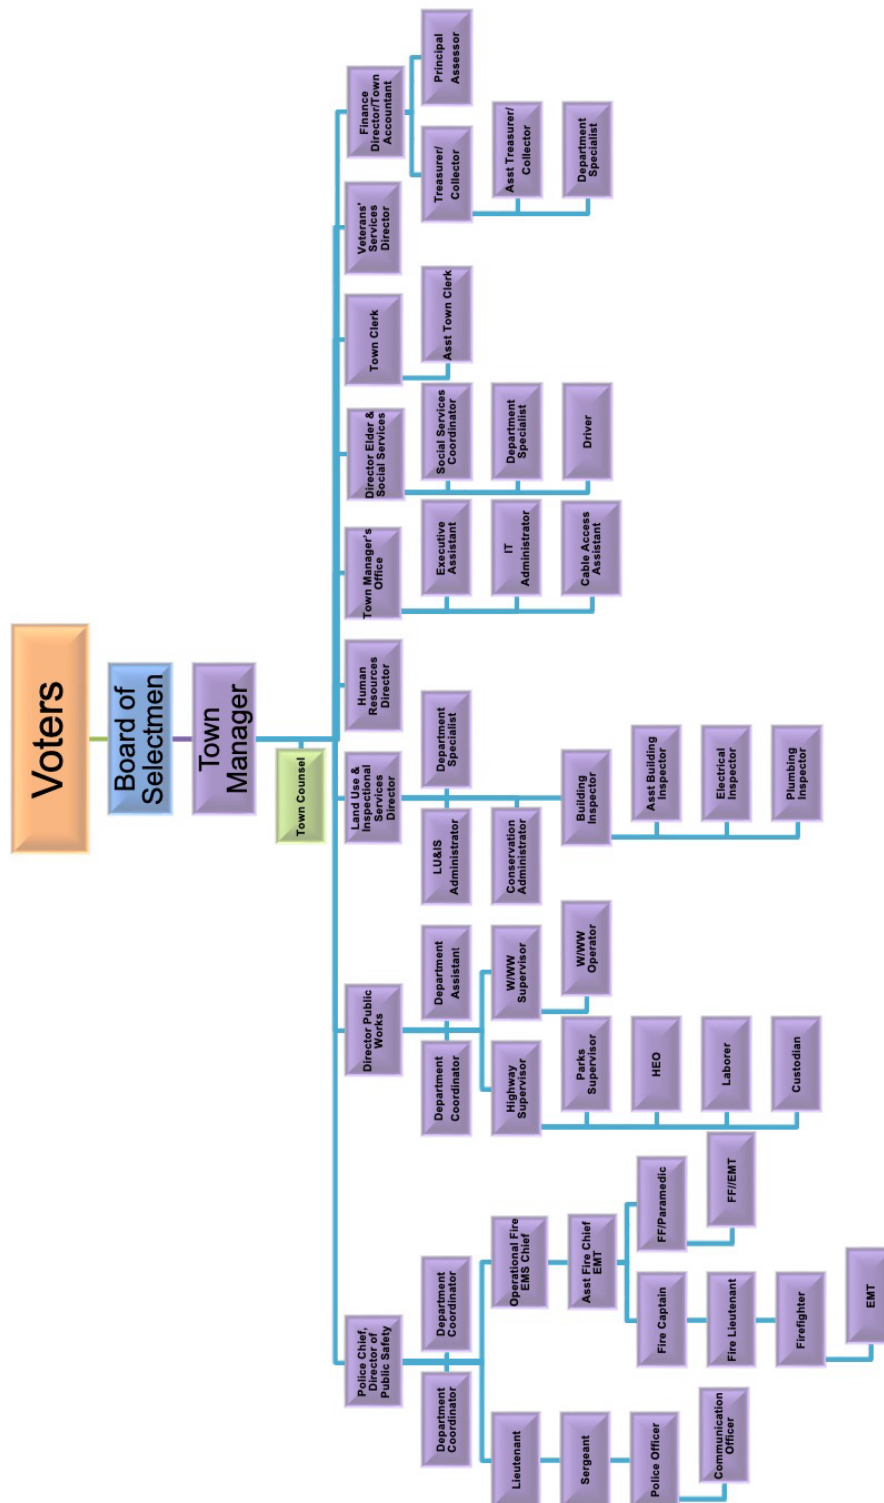 Voters
Board of
Selectmen
Town
Manager
Town Counsel
Police Chief,
Director of
Public Safety
Department
Coordinator
Department
Coordinator
Lieutenant
Sergeant
Police Officer
Communication
Officer
Operational Fire
EMS Chief
Asst Fire Chief
EMT
Fire Captain
Fire Lieutenant
Firefighter
EMT
FF/Paramedic
FF//EMT
Director Public
Works
Department
Coordinator
Department
Assistant
Highway
Supervisor
Parks
Supervisor
HEO
Laborer
Custodian
W/WW
Supervisor
W/WW
Operator
Land Use &
Inspectional
Services
Director
LU&IS
Administrator
Department
Specialist
Conservation
Administrator
Building
Inspector
Asst Building
Inspector
Electrical
Inspector
Plumbing
Inspector
Human
Resources
Director
Town Manager's
Office
Executive
Assistant
IT
Administrator
Cable Access
Assistant
Director Elder &
Social Services
Social Services
Coordinator
Department
Specialist
Driver
Town Clerk
Asst Town Clerk
Veterans'
Services
Director
Finance
Director/Town
Accountant
Treasurer/
Collector
Asst Treasurer/
Collector
Department
Specialist
Principal
Assessor